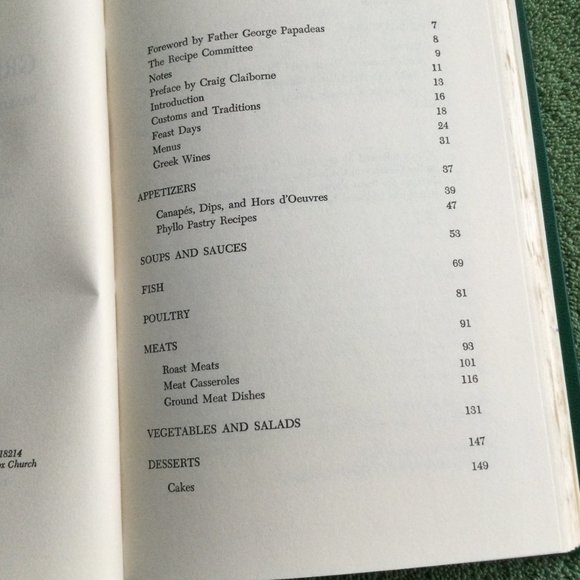 Foreword by Father George Papadeas 7
The Recipe Committee 8
Notes 9
Preface by Craig Claiborne 11
Introduction 13
Customs and Traditions 16
Feast Days 18
Menus 24
Greek Wines 31
APPETIZERS 37
Canapés, Dips, and Hors d'Oeuvres 39
Phyllo Pastry Recipes 47
SOUPS AND SAUCES 53
FISH 69
POULTRY 81
MEATS 91
Roast Meats 93
Meat Casseroles 101
Ground Meat Dishes 116
VEGETABLES AND SALADS 131
DESSERTS 147
Cakes 149
18214
ox Church